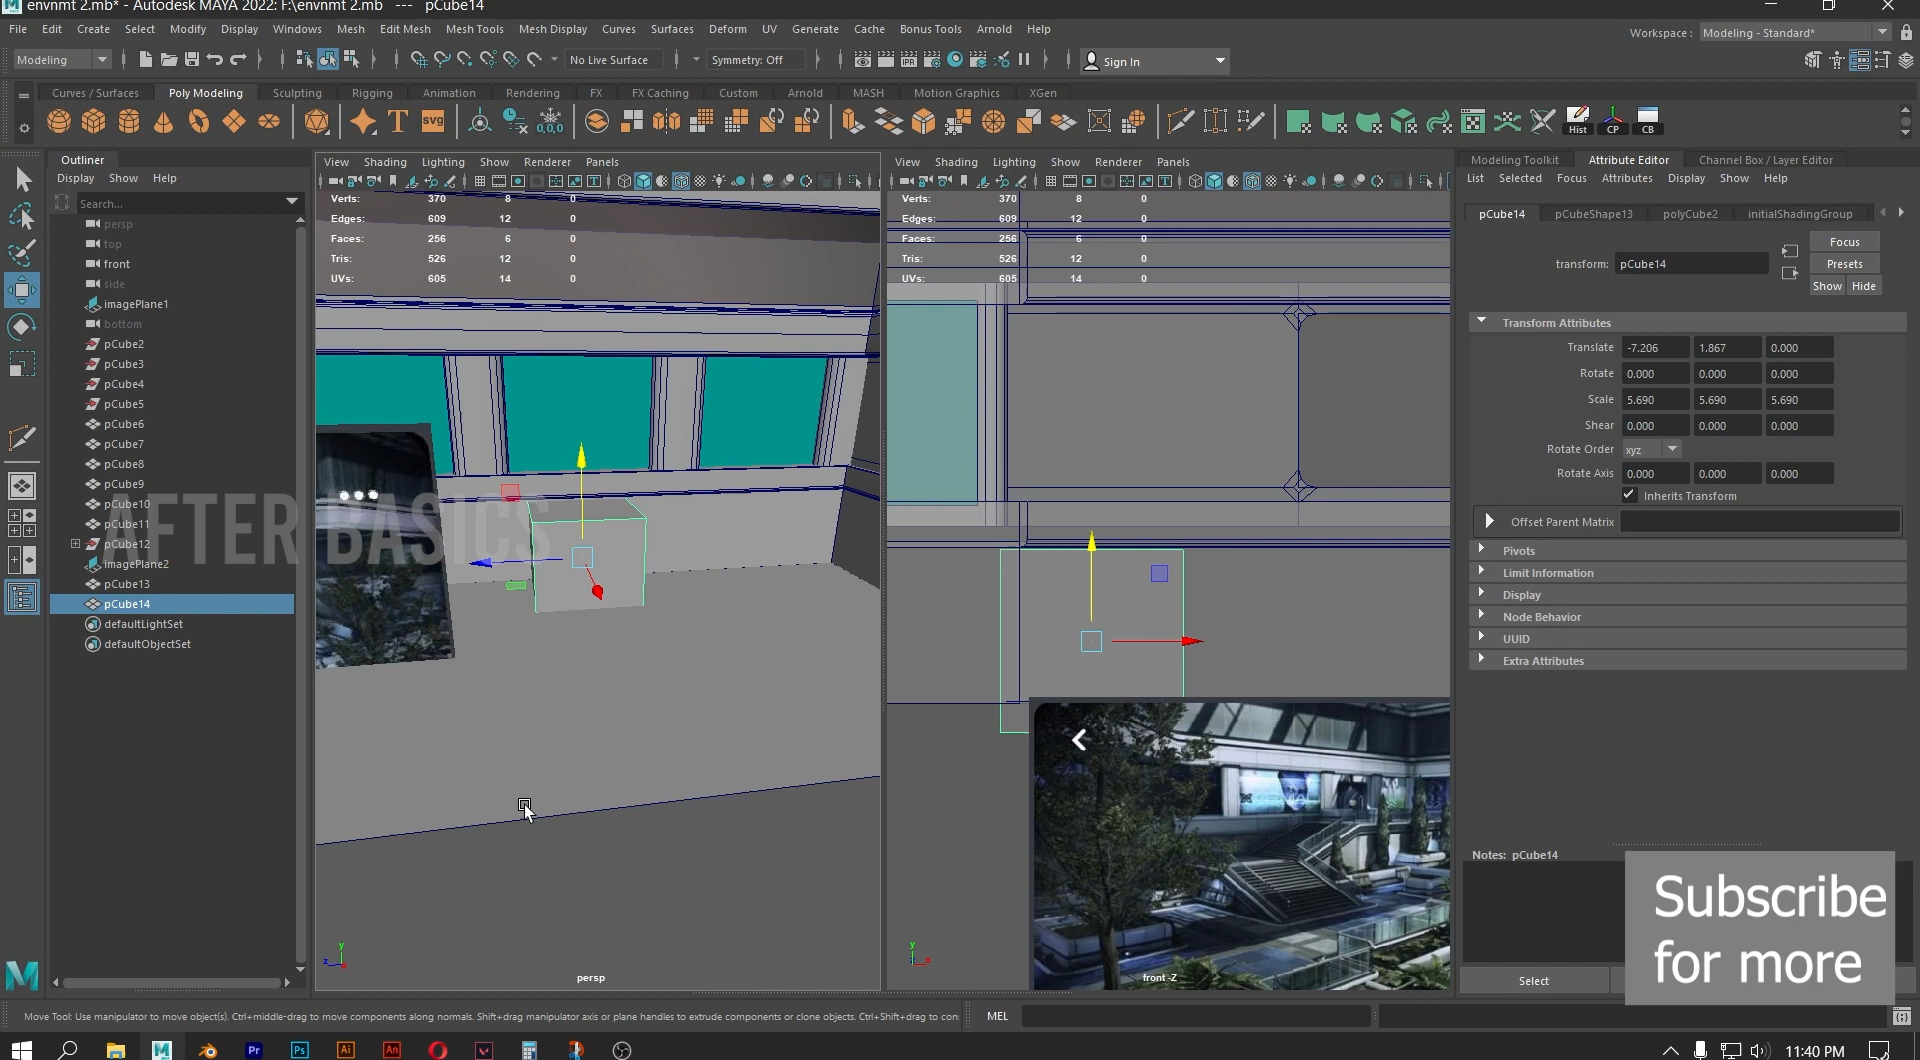 envnmt 2.mb* - Autodesk MAYA 2022: F:\envnmt 2.mb --- pCube14
File Edit Create Select Modify Display Windows Mesh Edit Mesh Mesh Tools Mesh Display Curves Surfaces Deform UV Generate Cache Bonus Tools Arnold Help
Workspace : Modeling - Standard*
Modeling No Live Surface Symmetry: Off IPR Sign In
Curves / Surfaces Poly Modeling Sculpting Rigging Animation Rendering FX FX Caching Custom Arnold MASH Motion Graphics XGen
T SVG 0,0,0 Hist CP CB
Outliner
Display Show Help
Search...
persp
top
front
side
imagePlane1
bottom
pCube2
pCube3
pCube4
pCube5
pCube6
pCube7
pCube8
pCube9
pCube10
pCube11
pCube12
imagePlane2
pCube13
pCube14
defaultLightSet
defaultObjectSet
AFTER BASICS
View Shading Lighting Show Renderer Panels
Verts: 370 8 0
Edges: 609 12 0
Faces: 256 6 0
Tris: 526 12 0
UVs: 605 14 0
y
z x
persp
View Shading Lighting Show Renderer Panels
Verts: 370 8 0
Edges: 609 12 0
Faces: 256 6 0
Tris: 526 12 0
UVs: 605 14 0
y
x
front -Z
Modeling Toolkit Attribute Editor Channel Box / Layer Editor
List Selected Focus Attributes Display Show Help
pCube14 pCubeShape13 polyCube2 initialShadingGroup
transform: pCube14
Focus
Presets
Show Hide
Transform Attributes
Translate -7.206 1.867 0.000
Rotate 0.000 0.000 0.000
Scale 5.690 5.690 5.690
Shear 0.000 0.000 0.000
Rotate Order xyz
Rotate Axis 0.000 0.000 0.000
Inherits Transform
Offset Parent Matrix
Pivots
Limit Information
Display
Node Behavior
UUID
Extra Attributes
Notes: pCube14
Subscribe
for more
Select
Move Tool: Use manipulator to move object(s). Ctrl+middle-drag to move components along normals. Shift+drag manipulator axis or plane handles to extrude components or clone objects. Ctrl+Shift+drag to con
MEL
Pr Ps Ai An
11:40 PM